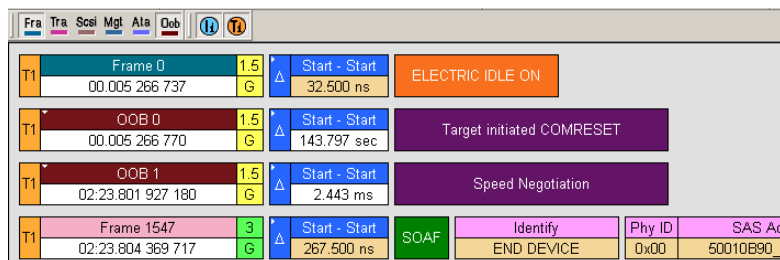 Fra Tra Scsi Mgt Ata Oob
T1 Frame 0 1.5 Δ Start - Start ELECTRIC IDLE ON
00.005 266 737 G 32.500 ns
T1 OOB 0 1.5 Δ Start - Start Target initiated COMRESET
00.005 266 770 G 143.797 sec
T1 OOB 1 1.5 Δ Start - Start Speed Negotiation
02:23.801 927 180 G 2.443 ms
T1 Frame 1547 3 Δ Start - Start SOAF Identify Phy ID SAS Ad
02:23.804 369 717 G 267.500 ns END DEVICE 0x00 50010B90